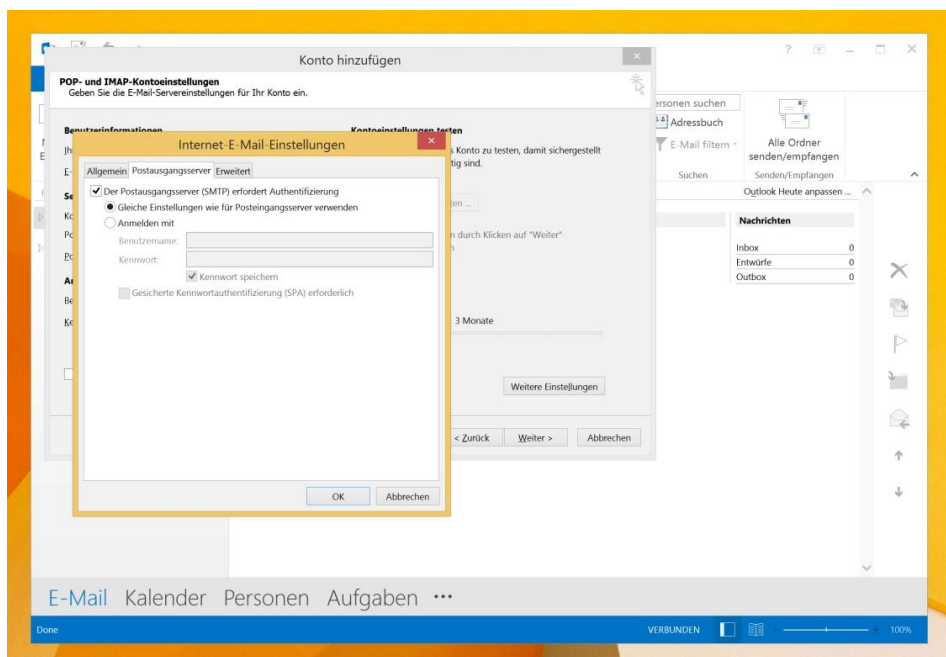 Konto hinzufügen
POP- und IMAP-Kontoeinstellungen
Geben Sie die E-Mail-Servereinstellungen für Ihr Konto ein.
Benutzerinformationen
Kontoeinstellungen testen
Internet-E-Mail-Einstellungen
Konto zu testen, damit sichergestellt
sind.
Allgemein Postausgangsserver Erweitert
Der Postausgangsserver (SMTP) erfordert Authentifizierung
Gleiche Einstellungen wie für Posteingangsserver verwenden
Anmelden mit
Benutzername:
durch Klicken auf "Weiter"
Kennwort:
Kennwort speichern
Gesicherte Kennwortauthentifizierung (SPA) erforderlich
3 Monate
Weitere Einstellungen
< Zurück Weiter > Abbrechen
OK Abbrechen
suchen
Adressbuch
E-Mail filtern
Suchen
Alle Ordner
senden/empfangen
Senden/Empfangen
Outlook Heute anpassen ...
Nachrichten
Inbox 0
Entwürfe 0
Outbox 0
E-Mail Kalender Personen Aufgaben •••
Done VERBUNDEN 100%